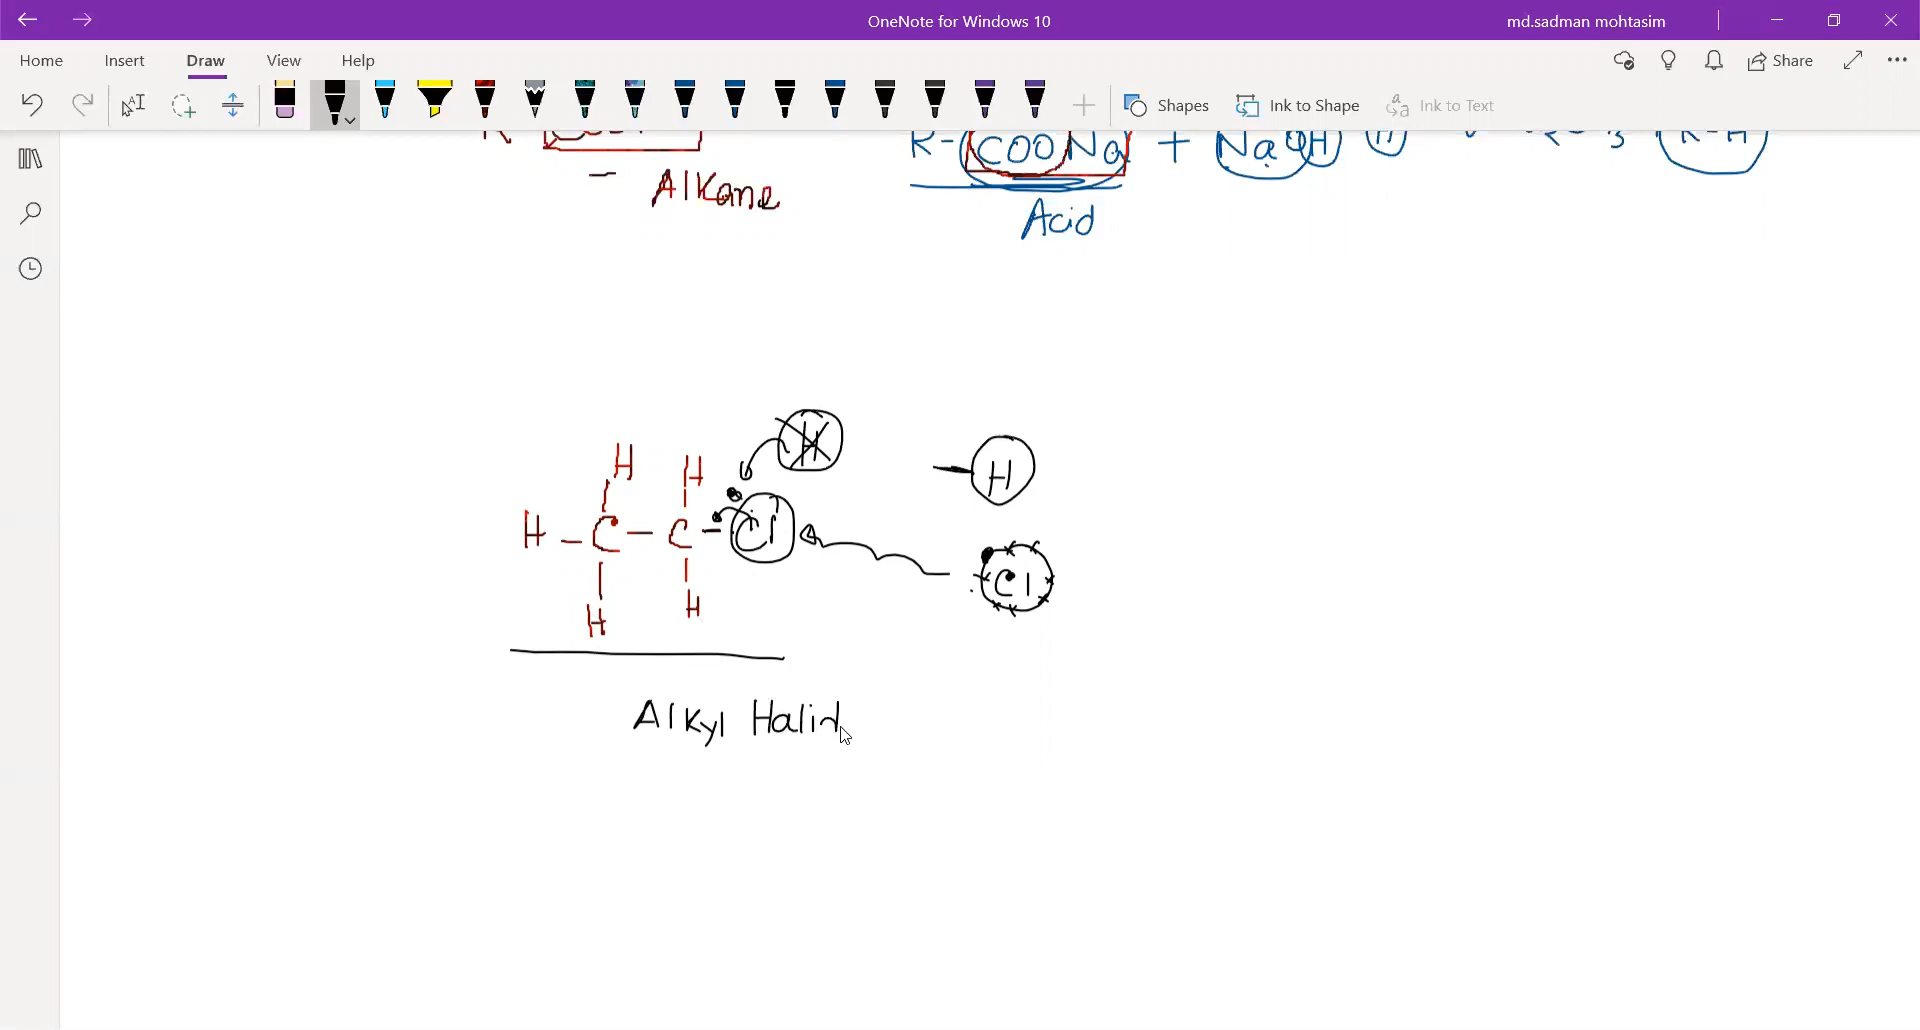 OneNote for Windows 10
md.sadman mohtasim
Home Insert Draw View Help
Share
Shapes Ink to Shape Ink to Text
R-COONa + NaOH
R-H
Alkane
Acid
H
H H H
H - C - C - Cl
Cl
H H
Alkyl Halid